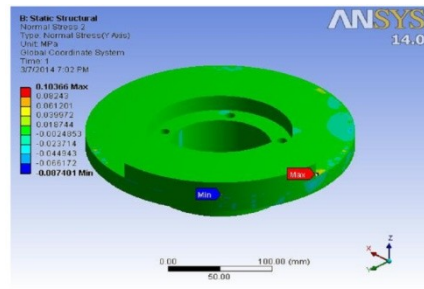 B: Static Structural
Normal Stress 2
Type: Normal Stress(Y Axis)
Unit: MPa
Global Coordinate System
Time: 1
3/7/2014 7:02 PM
0.10366 Max
0.08243
0.061201
0.039972
0.018744
-0.0024853
-0.023714
-0.044943
-0.066172
-0.087401 Min
ANSYS
14.0
Min
Max
0.00
100.00 (mm)
50.00
X
Y
Z